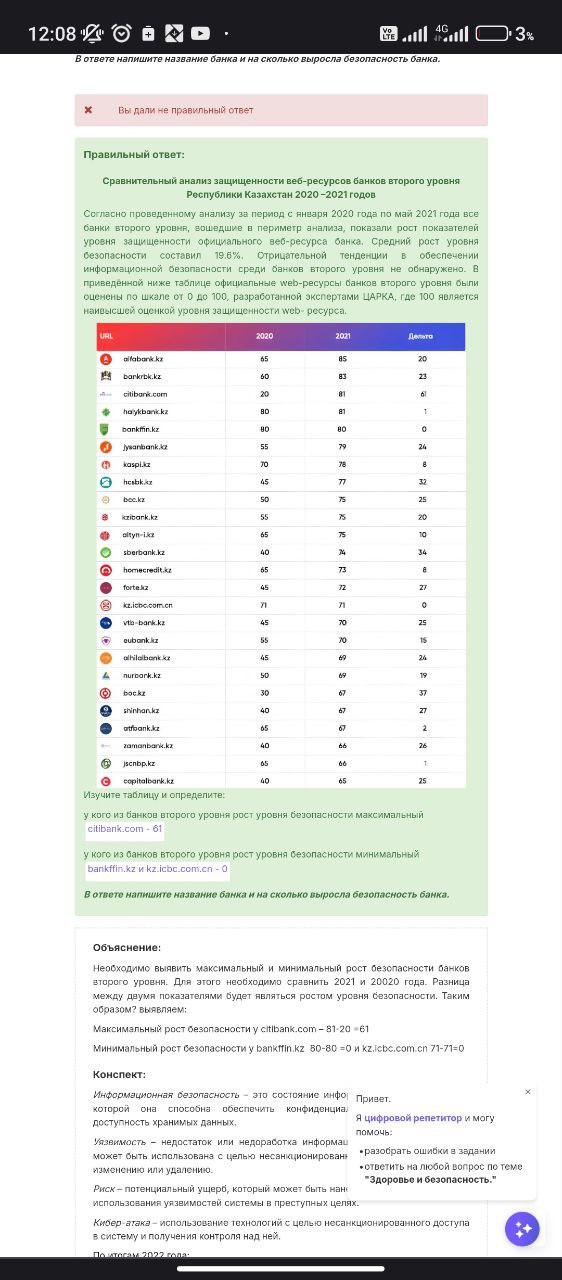 12:08
Vo LTE
4G
3%
В ответе напишите название банка и на сколько выросла безопасность банка.
Вы дали не правильный ответ
Правильный ответ:
Сравнительный анализ защищенности веб-ресурсов банков второго уровня
Республики Казахстан 2020 –2021 годов
Согласно проведенному анализу за период с января 2020 года по май 2021 года все
банки второго уровня, вошедшие в периметр анализа, показали рост показателей
уровня защищенности официального веб-ресурса банка. Средний рост уровня
безопасности составил 19.6%. Отрицательной тенденции в обеспечении
информационной безопасности среди банков второго уровня не обнаружено. В
приведённой ниже таблице официальные web-ресурсы банков второго уровня были
оценены по шкале от 0 до 100, разработанной экспертами ЦАРКА, где 100 является
наивысшей оценкой уровня защищенности web- ресурса.
URL 2020 2021 Дельта
alfabank.kz 65 85 20
bankrbk.kz 60 83 23
citibank.com 20 81 61
halykbank.kz 80 81 1
bankffin.kz 80 80 0
jysanbank.kz 55 79 24
kaspi.kz 70 78 8
hcsbk.kz 45 77 32
bcc.kz 50 75 25
kzibank.kz 55 75 20
altyn-i.kz 65 75 10
sberbank.kz 40 74 34
homecredit.kz 65 73 8
forte.kz 45 72 27
kz.icbc.com.cn 71 71 0
vtb-bank.kz 45 70 25
eubank.kz 55 70 15
alhilalbank.kz 45 69 24
nurbank.kz 50 69 19
boc.kz 30 67 37
shinhan.kz 40 67 27
atfbank.kz 65 67 2
zamanbank.kz 40 66 26
jscnbp.kz 65 66 1
capitalbank.kz 40 65 25
Изучите таблицу и определите:
у кого из банков второго уровня рост уровня безопасности максимальный
citibank.com - 61
у кого из банков второго уровня рост уровня безопасности минимальный
bankffin.kz и kz.icbc.com.cn - 0
В ответе напишите название банка и на сколько выросла безопасность банка.
Объяснение:
Необходимо выявить максимальный и минимальный рост безопасности банков
второго уровня. Для этого необходимо сравнить 2021 и 20020 года. Разница
между двумя показателями будет являться ростом уровня безопасности. Таким
образом? выявляем:
Максимальный рост безопасности у citibank.com – 81-20 =61
Минимальный рост безопасности у bankffin.kz 80-80 =0 и kz.icbc.com.cn 71-71=0
Конспект:
Информационная безопасность – это состояние инфор
которой она способна обеспечить конфиденциал
доступность хранимых данных.
Уязвимость – недостаток или недоработка информац
может быть использована с целью несанкционированн
изменению или удалению.
Риск – потенциальный ущерб, который может быть нане
использования уязвимостей системы в преступных целях.
Кибер-атака – использование технологий с целью несанкционированного доступа
в систему и получения контроля над ней.
По итогам 2022 года:
Привет.
Я цифровой репетитор и могу
помочь:
•разобрать ошибки в задании
•ответить на любой вопрос по теме
"Здоровье и безопасность."